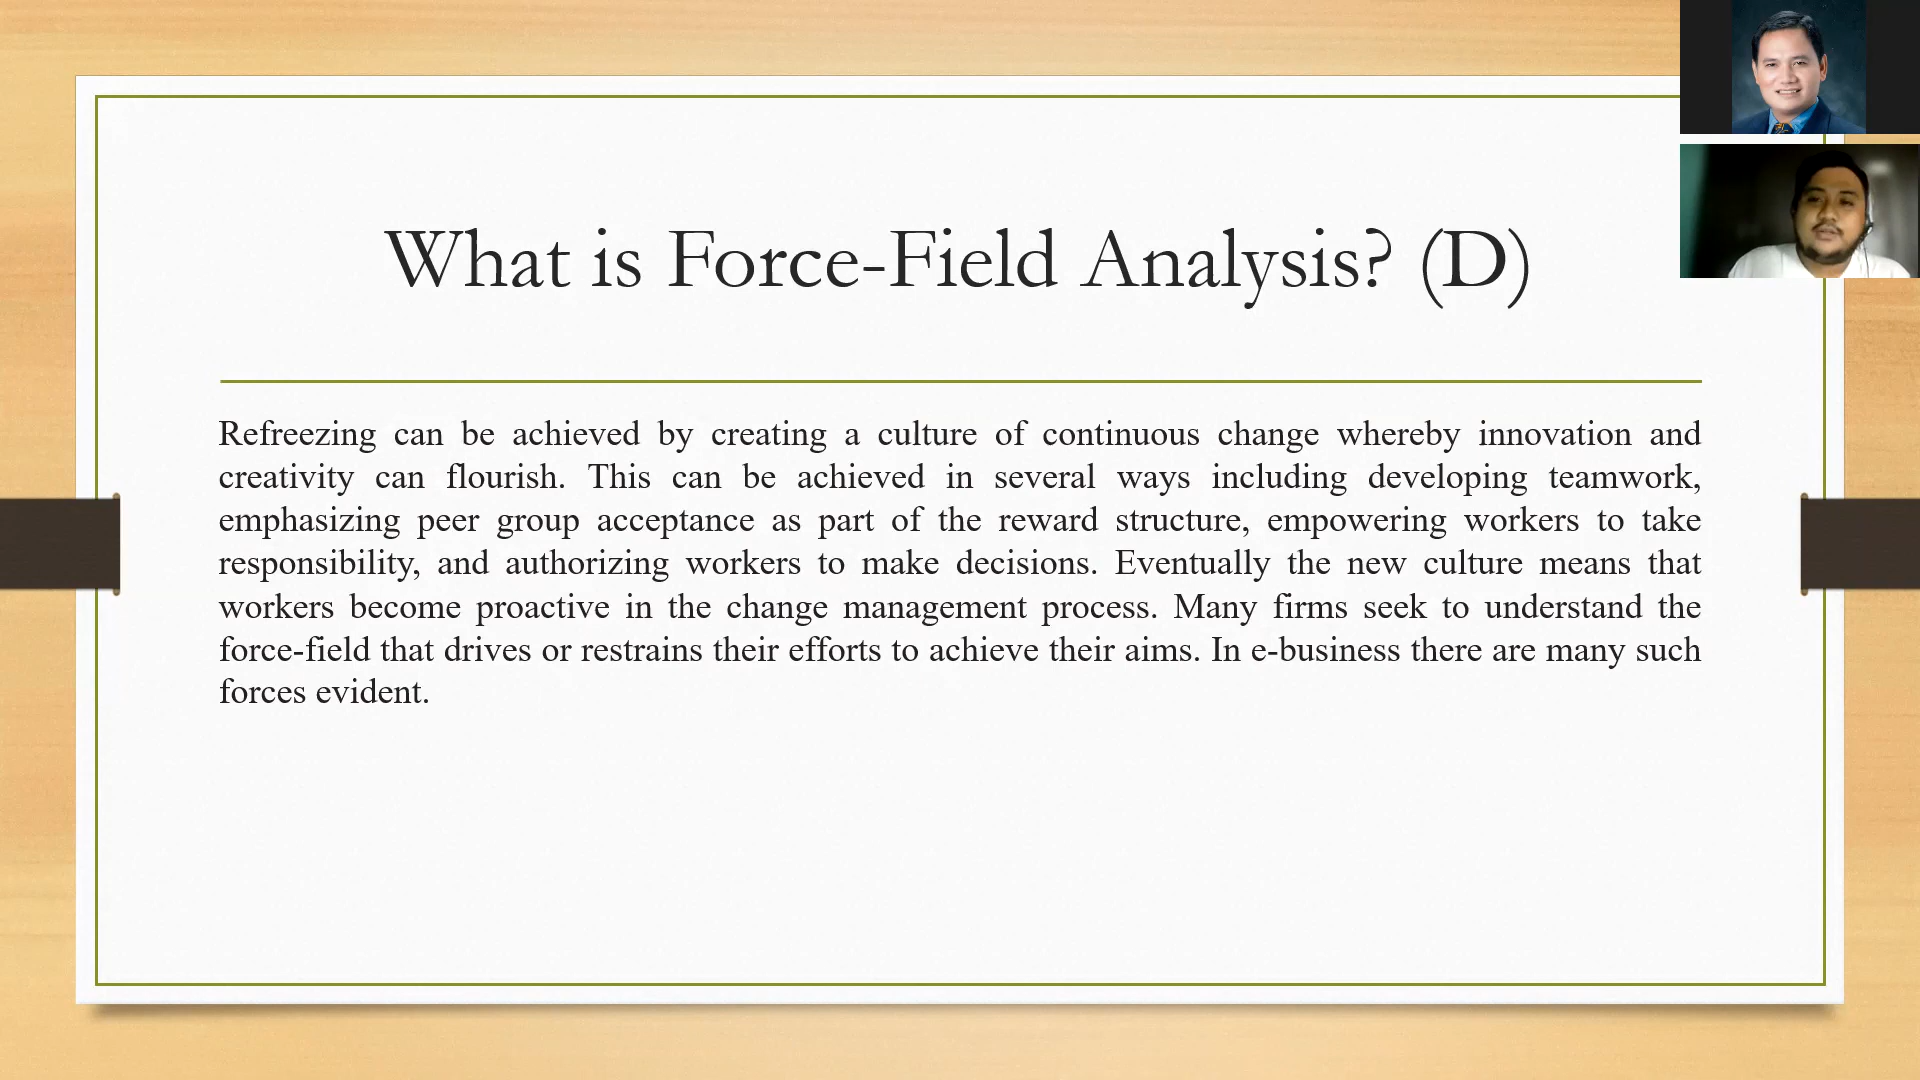 What is Force-Field Analysis? (D)
Refreezing can be achieved by creating a culture of continuous change whereby innovation and
creativity can flourish. This can be achieved in several ways including developing teamwork,
emphasizing peer group acceptance as part of the reward structure, empowering workers to take
responsibility, and authorizing workers to make decisions. Eventually the new culture means that
workers become proactive in the change management process. Many firms seek to understand the
force-field that drives or restrains their efforts to achieve their aims. In e-business there are many such
forces evident.